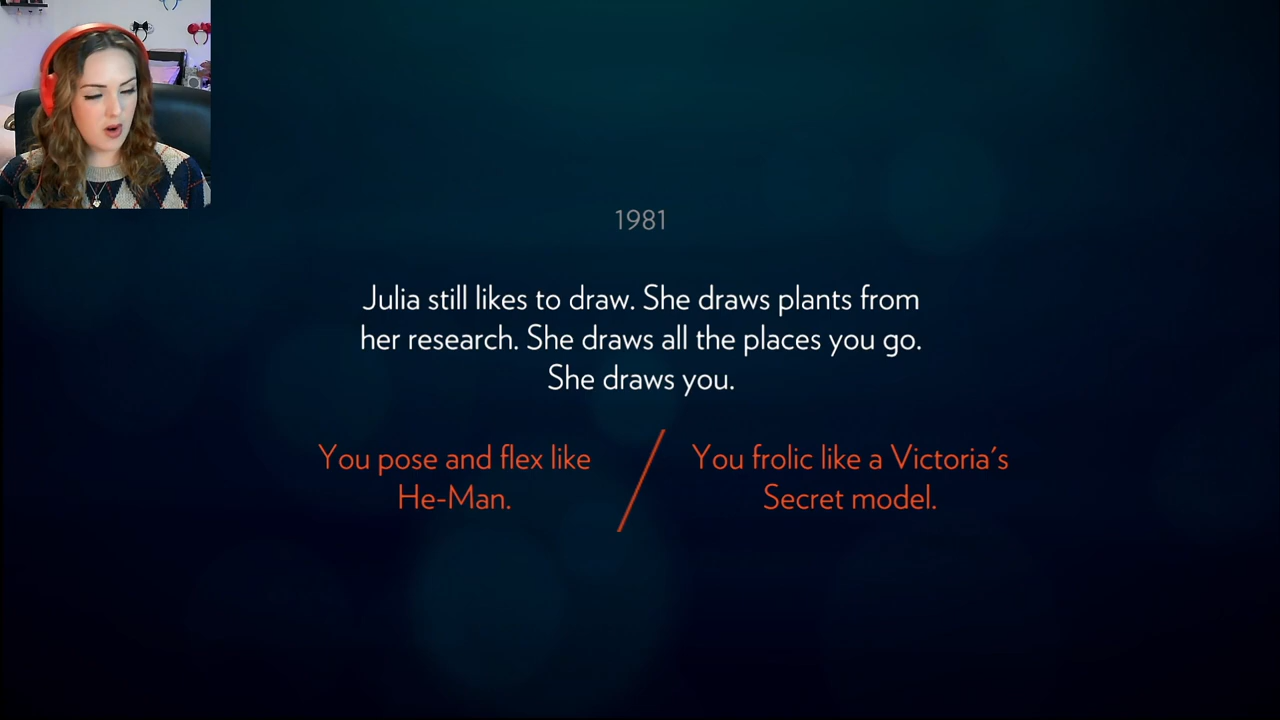 1981
Julia still likes to draw. She draws plants from
her research. She draws all the places you go.
She draws you.
You pose and flex like
He-Man.
You frolic like a Victoria's
Secret model.